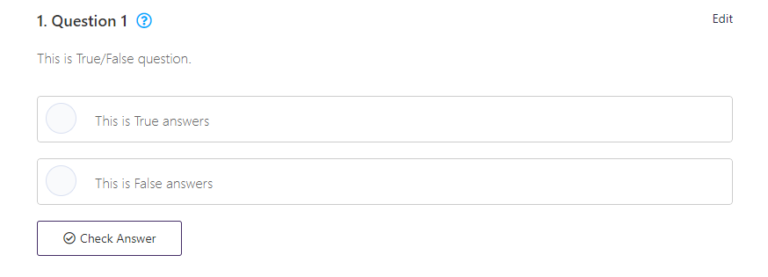 1. Question 1 Edit
This is True/False question.
This is True answers
This is False answers
Check Answer